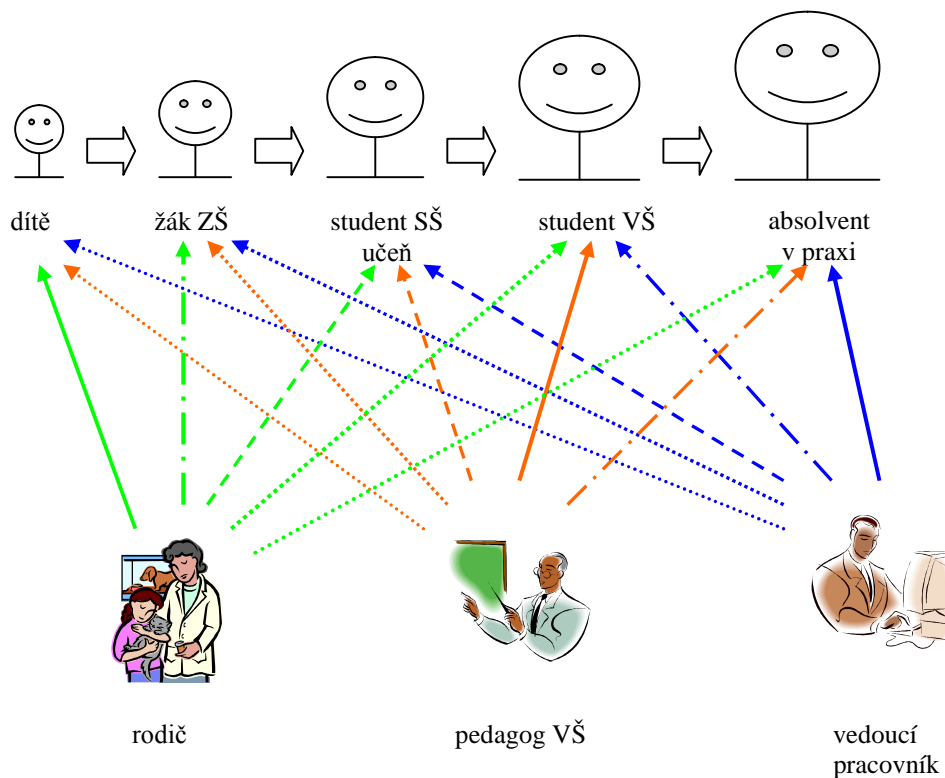 dítě
žák ZŠ
student SŠ
učeň
student VŠ
absolvent
v praxi
rodič
pedagog VŠ
vedoucí
pracovník